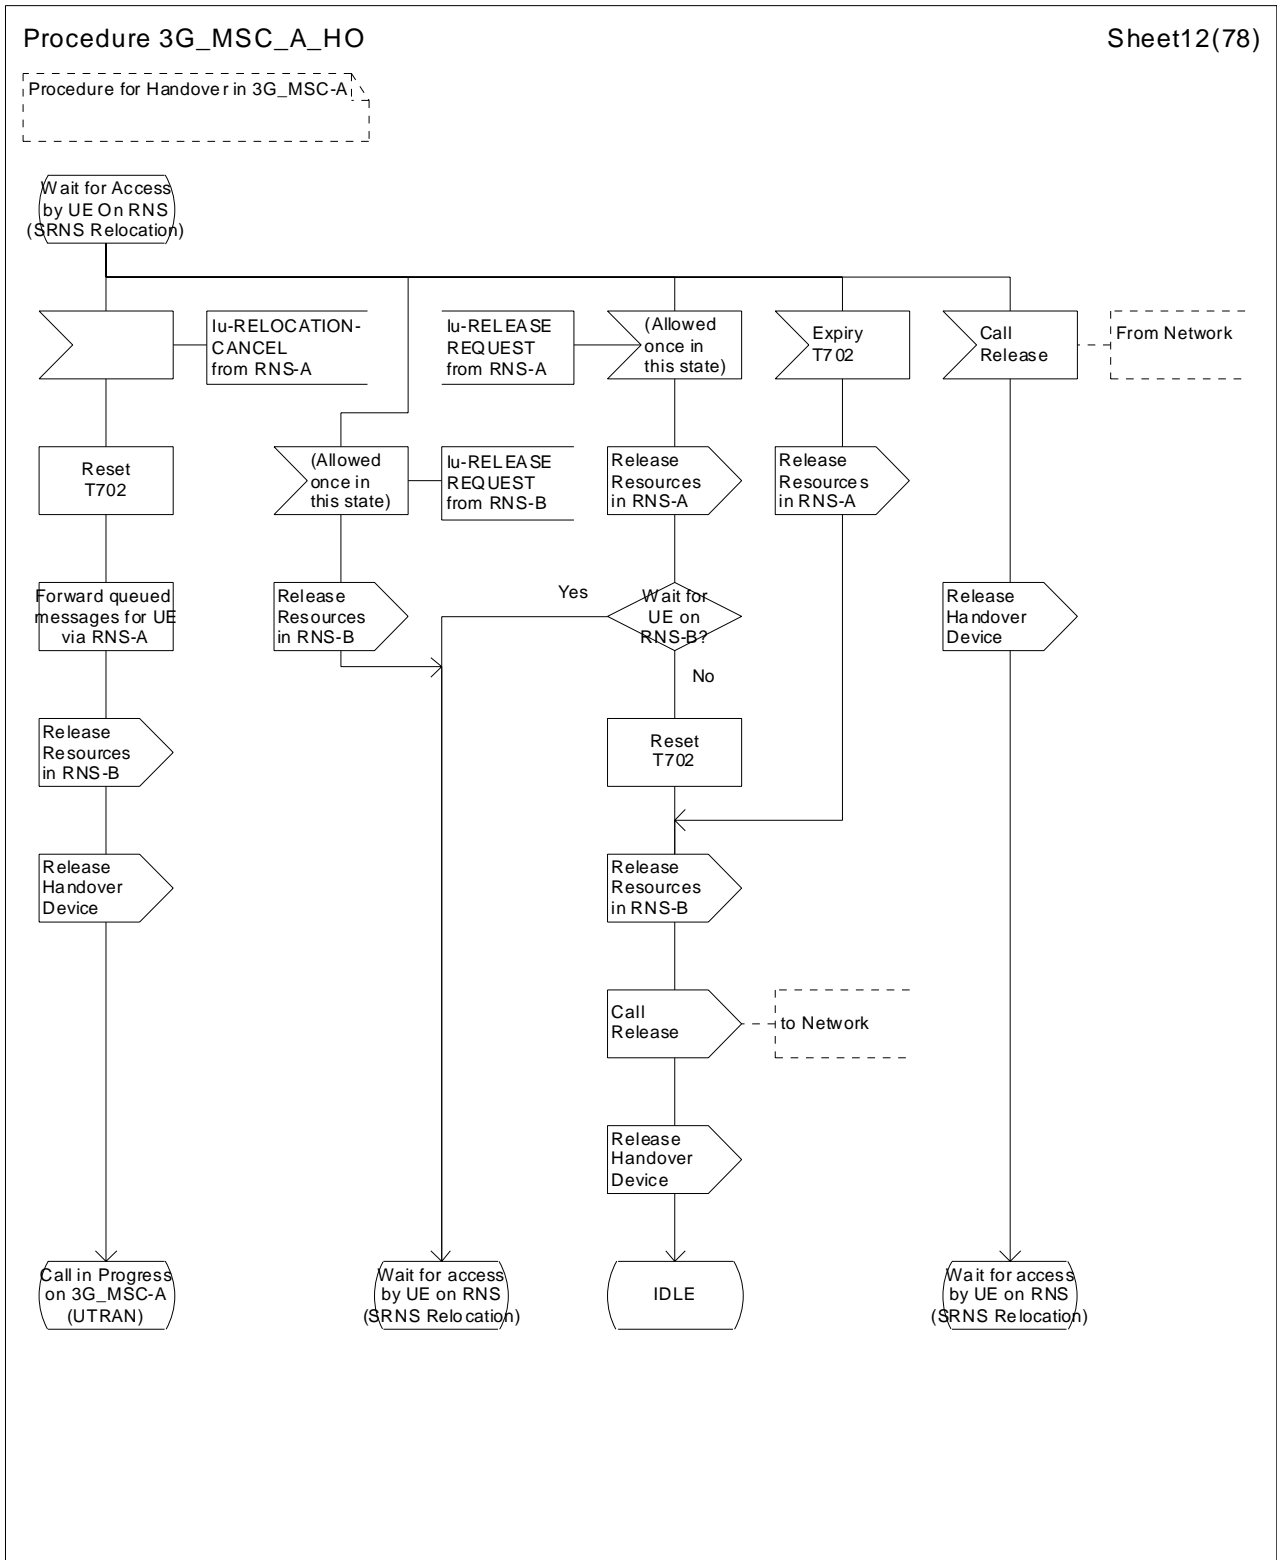 Procedure 3G_MSC_A_HO
Sheet12(78)
Procedure for Handover in 3G_MSC-A
Wait for Access
by UE On RNS
(SRNS Relocation)
Iu-RELOCATION-
CANCEL
from RNS-A
Iu-RELEASE
REQUEST
from RNS-A
(Allowed
once in
this state)
Expiry
T702
Call
Release
From Network
Reset
T702
(Allowed
once in
this state)
Iu-RELEASE
REQUEST
from RNS-B
Release
Resources
in RNS-A
Release
Resources
in RNS-A
Forward queued
messages for UE
via RNS-A
Release
Resources
in RNS-B
Yes
Wait for
UE on
RNS-B?
No
Release
Handover
Device
Release
Resources
in RNS-B
Reset
T702
Release
Handover
Device
Release
Resources
in RNS-B
Call
Release
to Network
Release
Handover
Device
Call in Progress
on 3G_MSC-A
(UTRAN)
Wait for access
by UE on RNS
(SRNS Relocation)
IDLE
Wait for access
by UE on RNS
(SRNS Relocation)